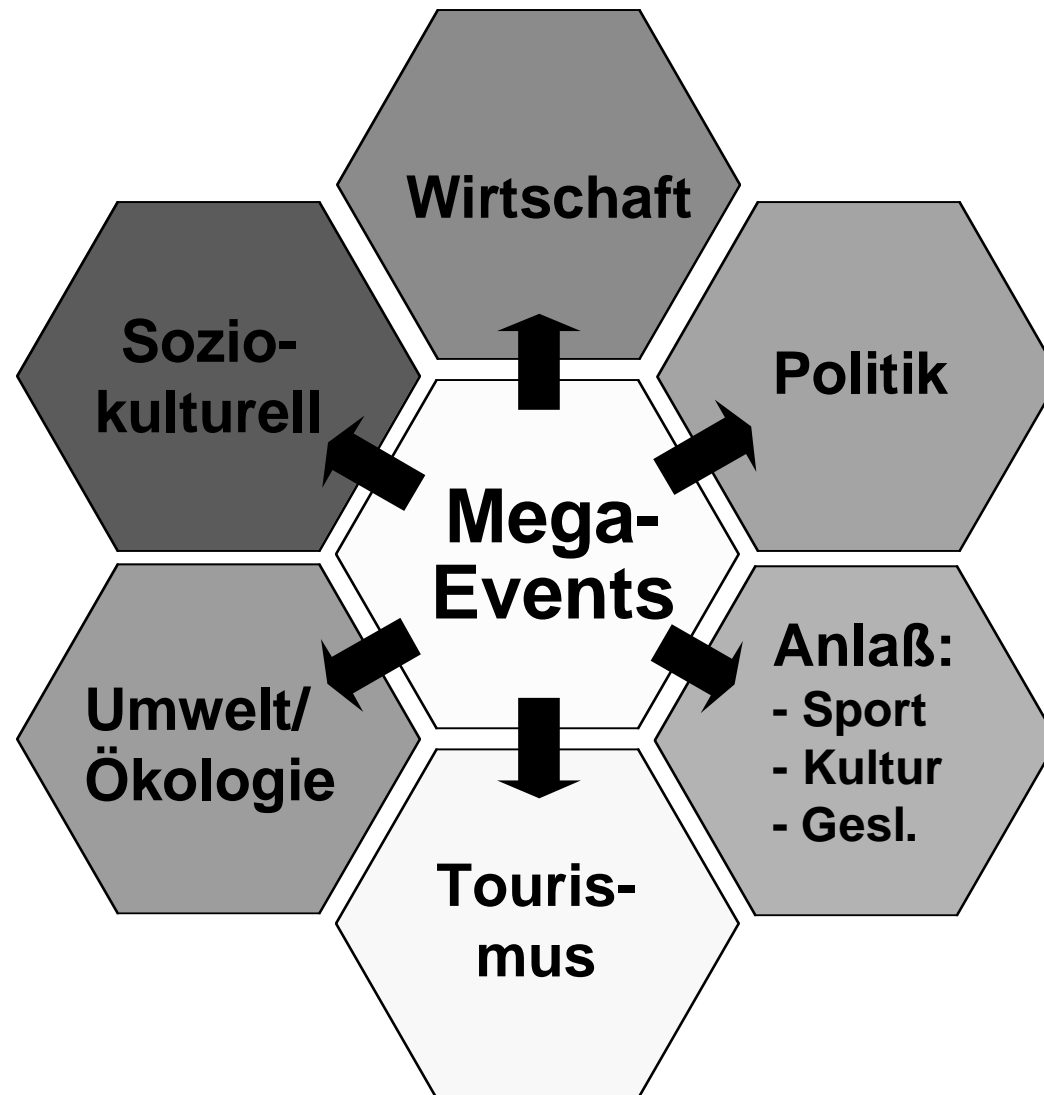 Wirtschaft
Sozio-
kulturell
Politik
Mega-
Events
Anlaß:
- Sport
- Kultur
- Gesl.
Umwelt/
Ökologie
Touris-
mus